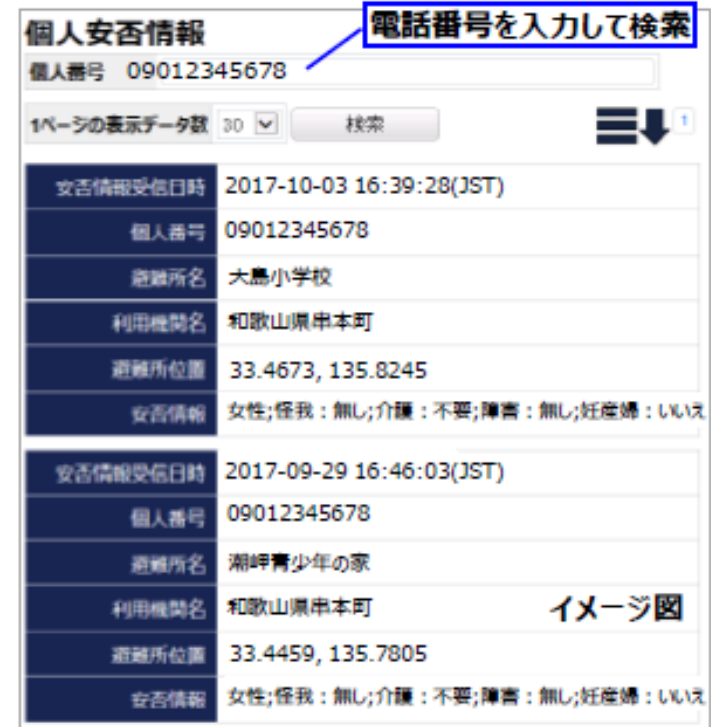 個人安否情報
電話番号を入力して検索
個人番号 09012345678
1ページの表示データ数 30 検索 1
安否情報受信日時 2017-10-03 16:39:28(JST)
個人番号 09012345678
避難所名 大島小学校
利用機関名 和歌山県串本町
避難所位置 33.4673, 135.8245
安否情報 女性;怪我：無し;介護：不要;障害：無し;妊産婦：いいえ
安否情報受信日時 2017-09-29 16:46:03(JST)
個人番号 09012345678
避難所名 潮岬青少年の家
利用機関名 和歌山県串本町 イメージ図
避難所位置 33.4459, 135.7805
安否情報 女性;怪我：無し;介護：不要;障害：無し;妊産婦：いいえ